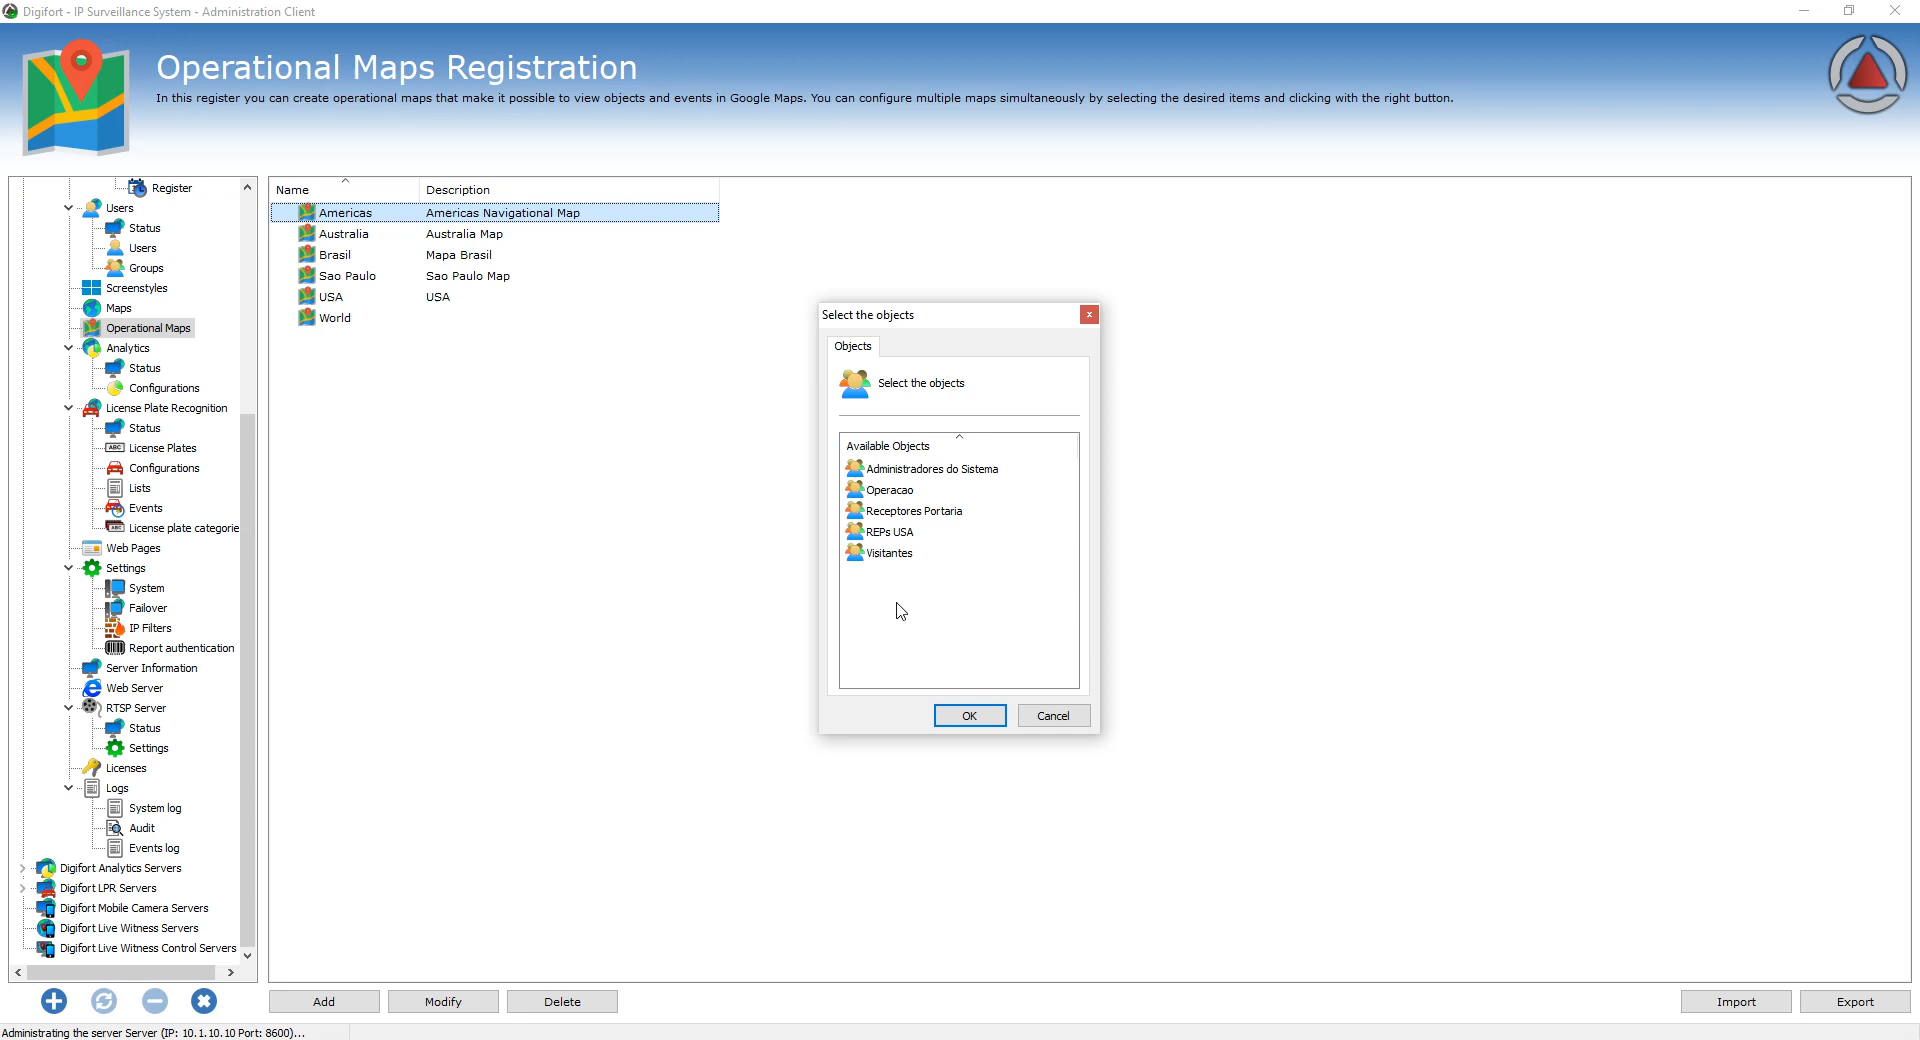 Digifort - IP Surveillance System - Administration Client
Operational Maps Registration
In this register you can create operational maps that make it possible to view objects and events in Google Maps. You can configure multiple maps simultaneously by selecting the desired items and clicking with the right button.
Register
Users
Status
Users
Groups
Screenstyles
Maps
Operational Maps
Analytics
Status
Configurations
License Plate Recognition
Status
ABC License Plates
Configurations
Lists
Events
ABC License plate categorie
Web Pages
Settings
System
Failover
IP Filters
Report authentication
Server Information
Web Server
RTSP Server
Status
Settings
Licenses
Logs
System log
Audit
Events log
Digifort Analytics Servers
Digifort LPR Servers
Digifort Mobile Camera Servers
Digifort Live Witness Servers
Digifort Live Witness Control Servers
Name Description
Americas Americas Navigational Map
Australia Australia Map
Brasil Mapa Brasil
Sao Paulo Sao Paulo Map
USA USA
World
Select the objects
Objects
Select the objects
Available Objects
Administradores do Sistema
Operacao
Receptores Portaria
REPs USA
Visitantes
OK Cancel
Add Modify Delete Import Export
Administrating the server Server (IP: 10.1.10.10 Port: 8600)...